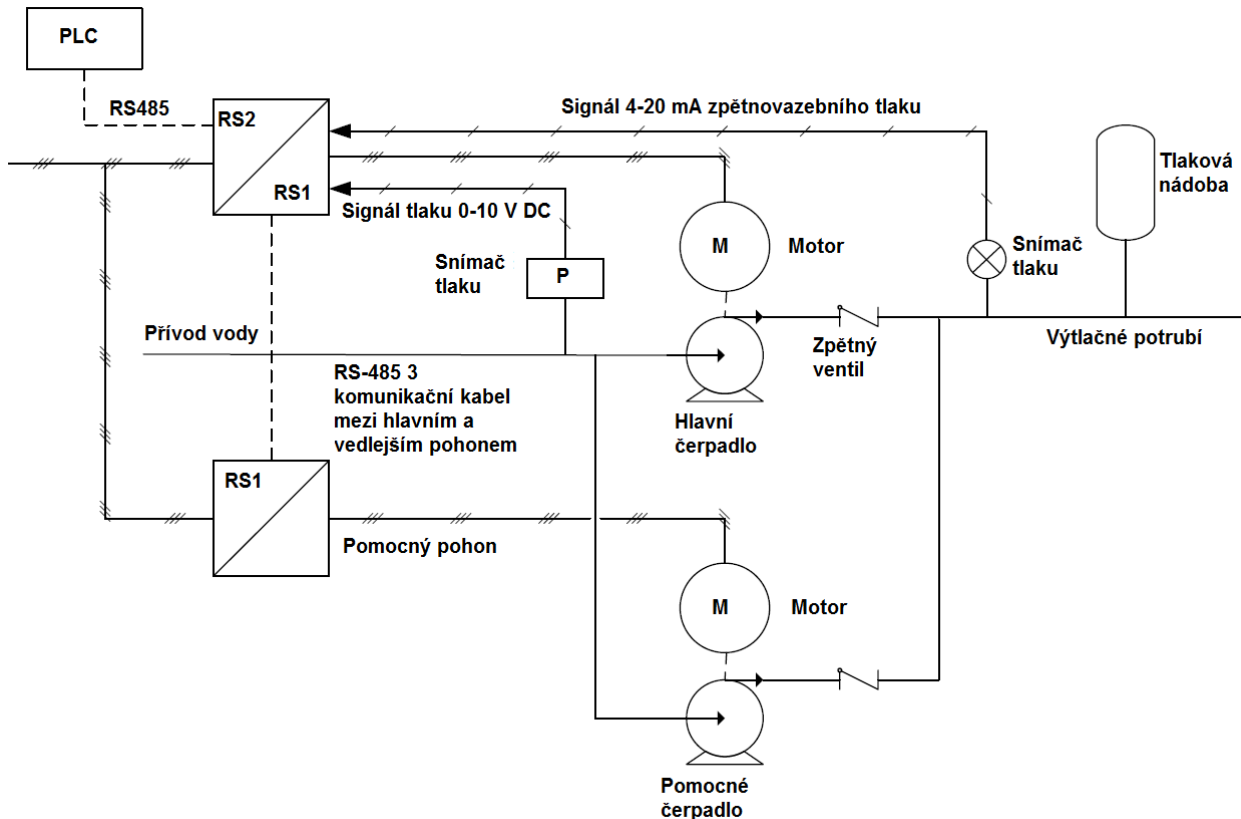 PLC
RS485
RS2
RS1
Signál 4-20 mA zpětnovazebního tlaku
Tlaková
nádoba
Signál tlaku 0-10 V DC
M
Motor
Snímač
tlaku
P
Snímač
tlaku
Přívod vody
Zpětný
ventil
Výtlačné potrubí
RS-485 3
komunikační kabel
mezi hlavním a
vedlejším pohonem
Hlavní
čerpadlo
RS1
Pomocný pohon
M
Motor
Pomocné
čerpadlo